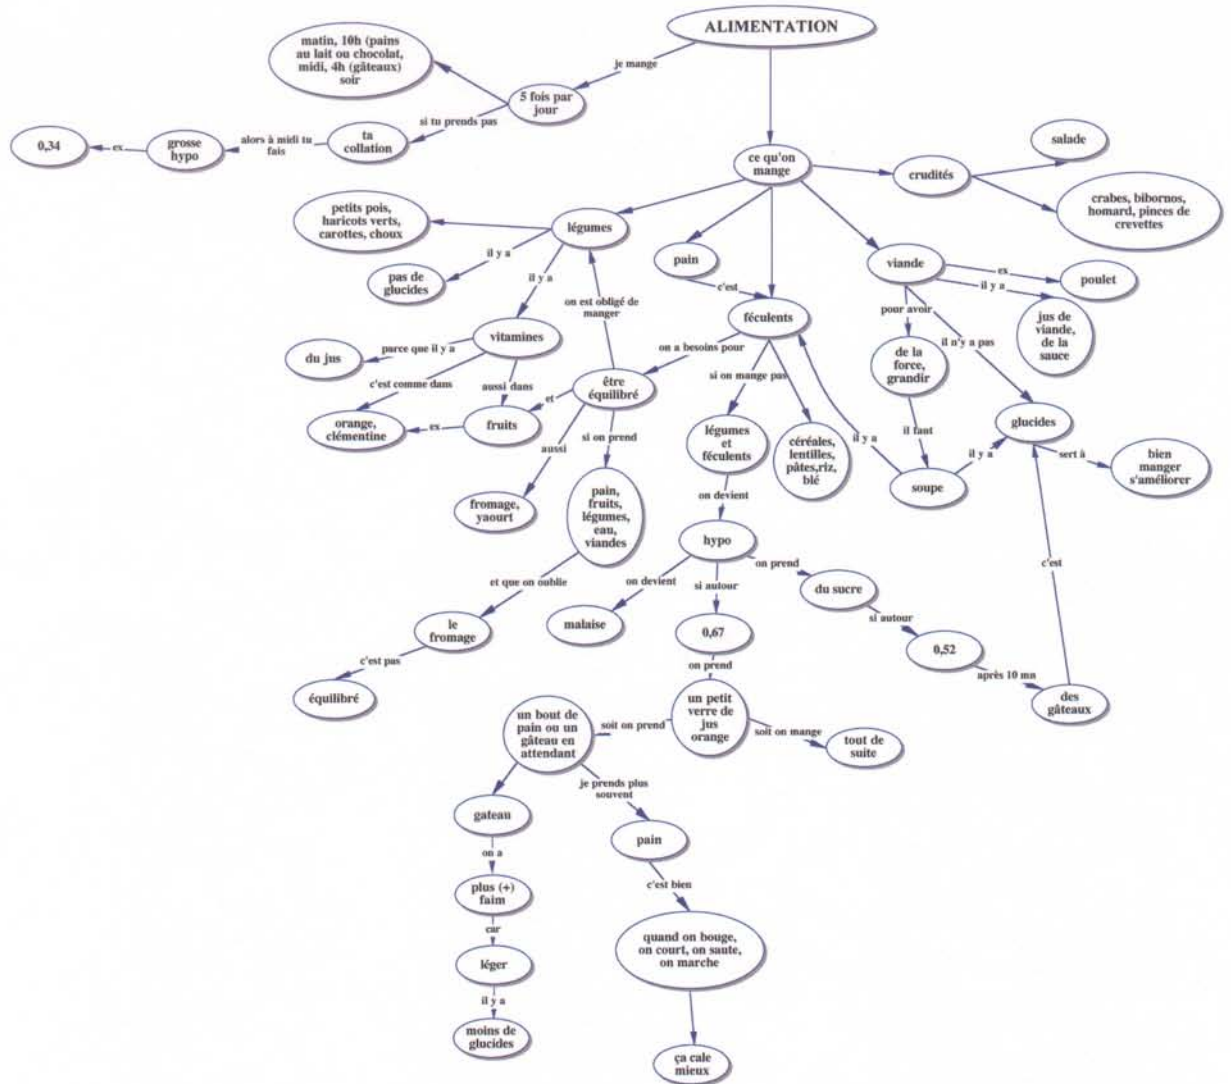 ALIMENTATION
matin, 10h (pains
au lait ou chocolat,
midi, 4h (gâteaux)
soir
je mange
5 fois par
jour
si tu prends pas
ta
collation
alors à midi tu
fais
grosse
hypo
ex
0,34
ce qu'on
mange
crudités
salade
crabes, bibornos,
homard, pinces de
crevettes
petits pois,
haricots verts,
carottes, choux
légumes
il y a
pas de
glucides
il y a
on est obligé de
manger
pain
c'est
féculents
viande
ex
poulet
il y a
jus de
viande,
de la
sauce
pour avoir
il n'y a pas
de la
force,
grandir
vitamines
parce que il y a
du jus
c'est comme dans
aussi dans
orange,
clémentine
ex
fruits
et
être
équilibré
on a besoins pour
si on mange pas
légumes
et
féculents
céréales,
lentilles,
pâtes,riz,
blé
il y a
il faut
soupe
il y a
glucides
sert à
bien
manger
s'améliorer
aussi
fromage,
yaourt
si on prend
pain,
fruits,
légumes,
eau,
viandes
on devient
hypo
on prend
du sucre
c'est
et que on oublie
on devient
si autour
si autour
le
fromage
malaise
0,67
0,52
c'est pas
équilibré
on prend
après 10 mn
des
gâteaux
un bout de
pain ou un
gâteau en
attendant
soit on prend
un petit
verre de
jus
orange
soit on mange
tout de
suite
je prends plus
souvent
gateau
pain
on a
plus (+)
faim
c'est bien
car
quand on bouge,
on court, on saute,
on marche
léger
il y a
moins de
glucides
ça cale
mieux